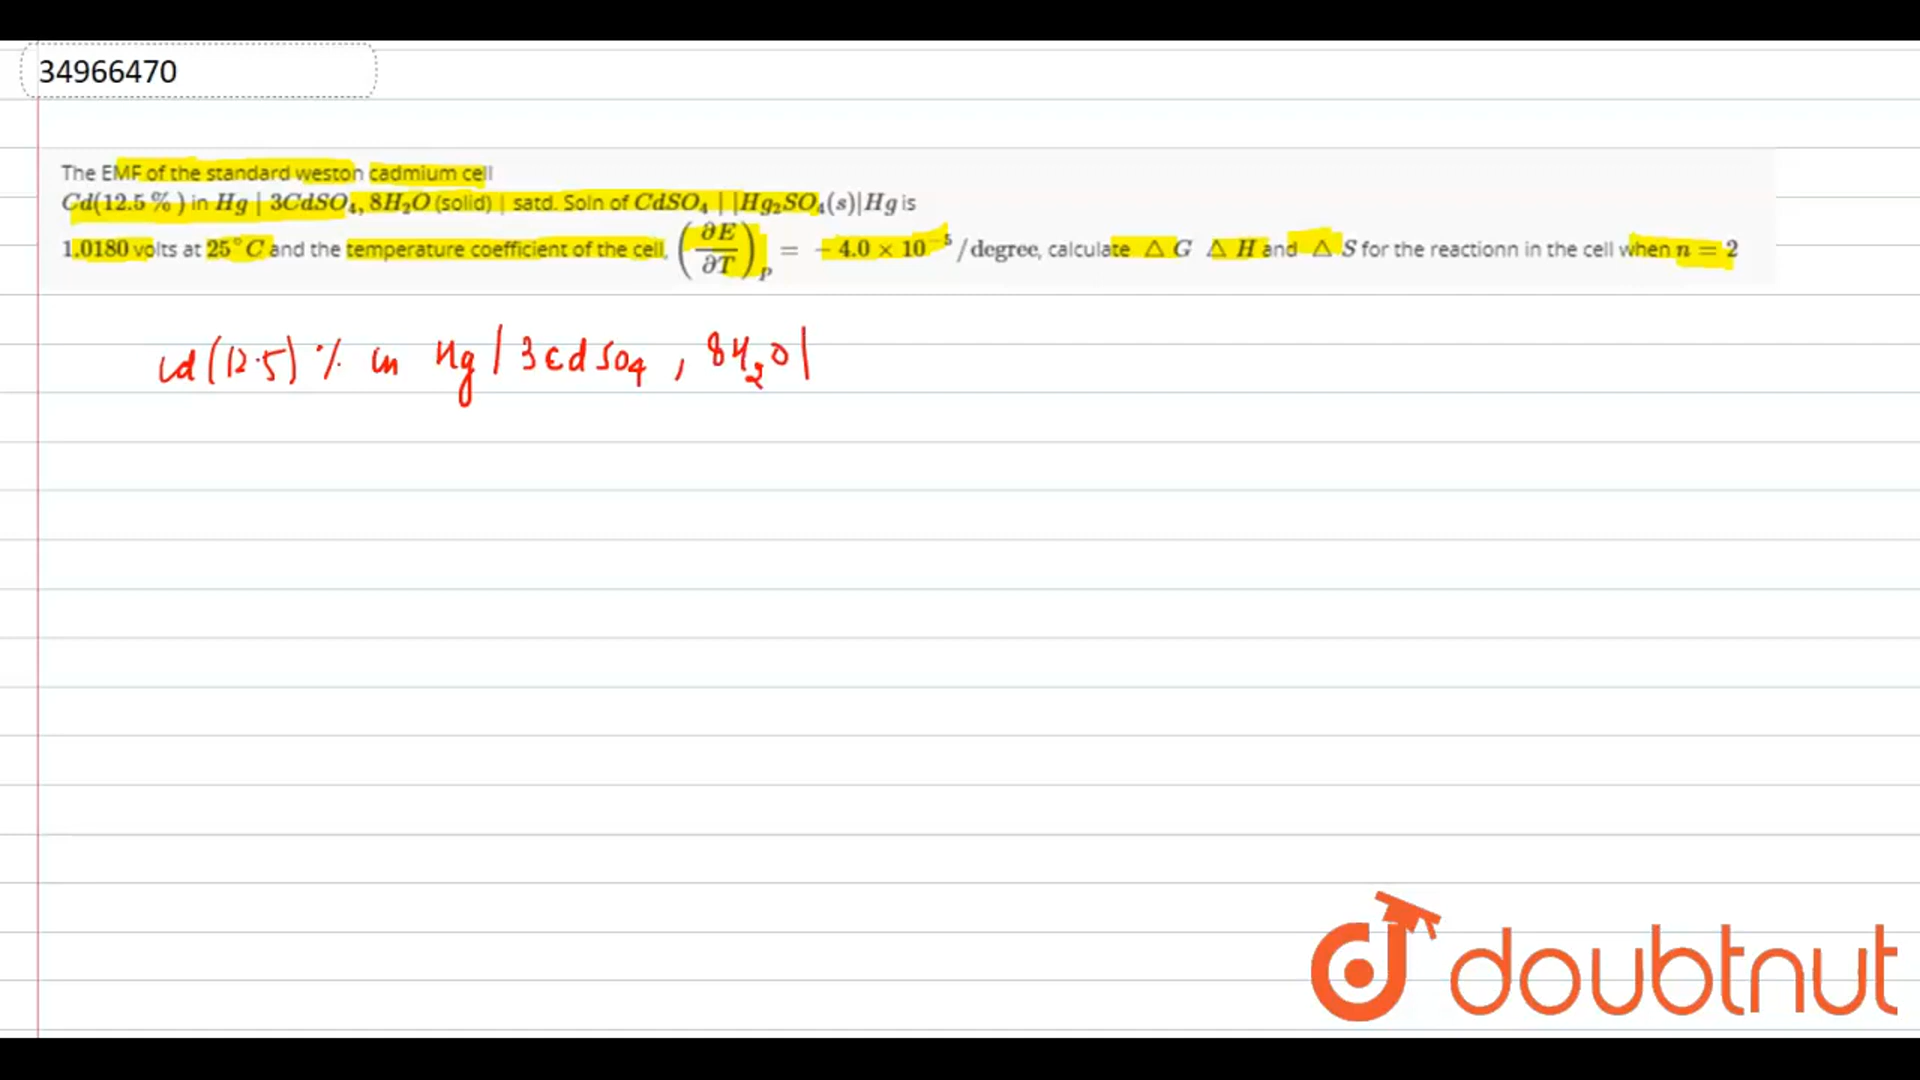 34966470
The EMF of the standard weston cadmium cell
Cd(12.5 % ) in Hg | 3CdSO₄, 8H₂O (solid) | satd. Soln of CdSO₄ | |Hg₂SO₄(s)|Hg is
1.0180 volts at 25°C and the temperature coefficient of the cell, (∂E/∂T)_P = − 4.0 × 10⁻⁵ /degree, calculate △ G △ H and △ S for the reactionn in the cell when n = 2
Cd (12.5) % in Hg | 3CdSO₄ , 8H₂O |
doubtnut